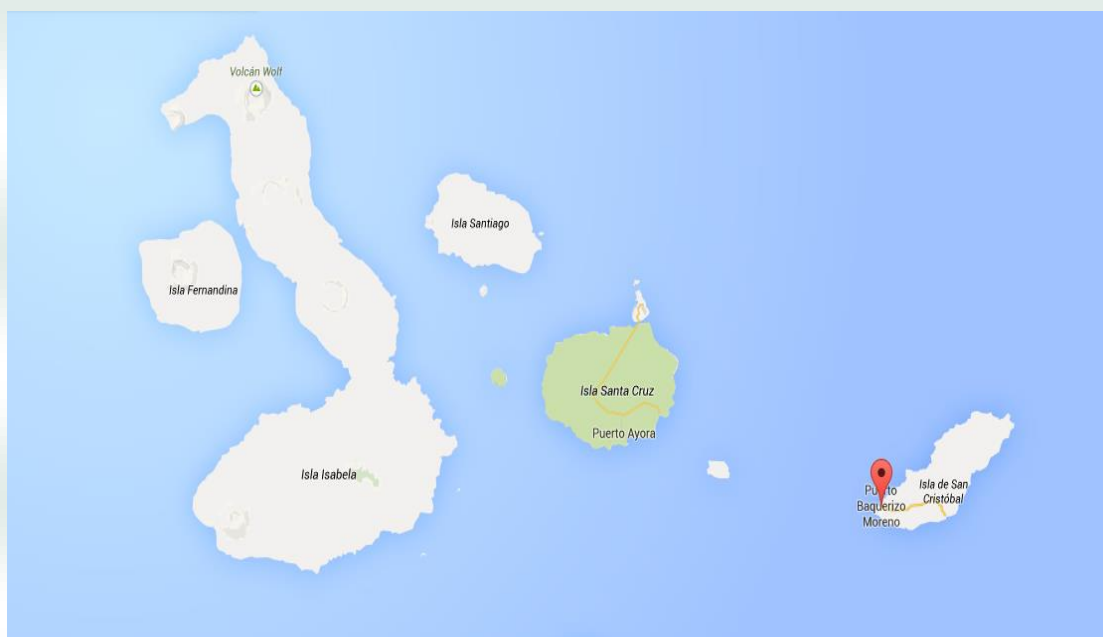 Volcán Wolf
Isla Santiago
Isla Fernandina
Isla Santa Cruz
Puerto Ayora
Isla Isabela
Isla de San
Cristóbal
Puerto
Baquerizo
Moreno